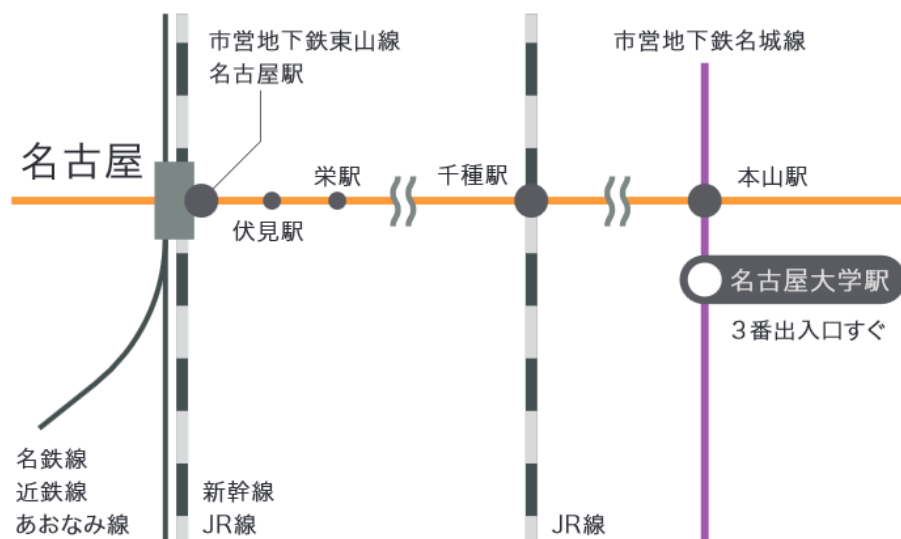 市営地下鉄東山線
名古屋駅
市営地下鉄名城線
名古屋
栄駅
千種駅
本山駅
伏見駅
名古屋大学駅
3番出入口すぐ
名鉄線
近鉄線
あおなみ線
新幹線
JR線
JR線